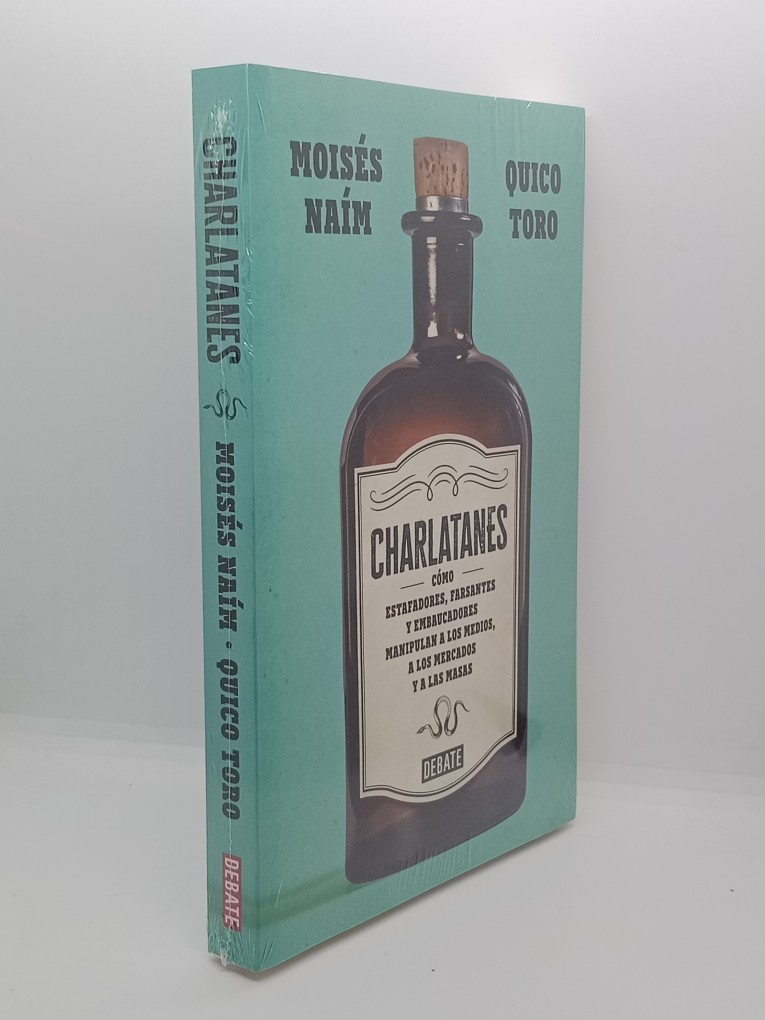 CHARLATANES
MOISÉS NAÍM · QUICO TORO
DEBATE
MOISÉS
NAÍM
QUICO
TORO
CHARLATANES
CÓMO
ESTAFADORES, FARSANTES
Y EMBAUCADORES
MANIPULAN A LOS MEDIOS,
A LOS MERCADOS
Y A LAS MASAS
DEBATE